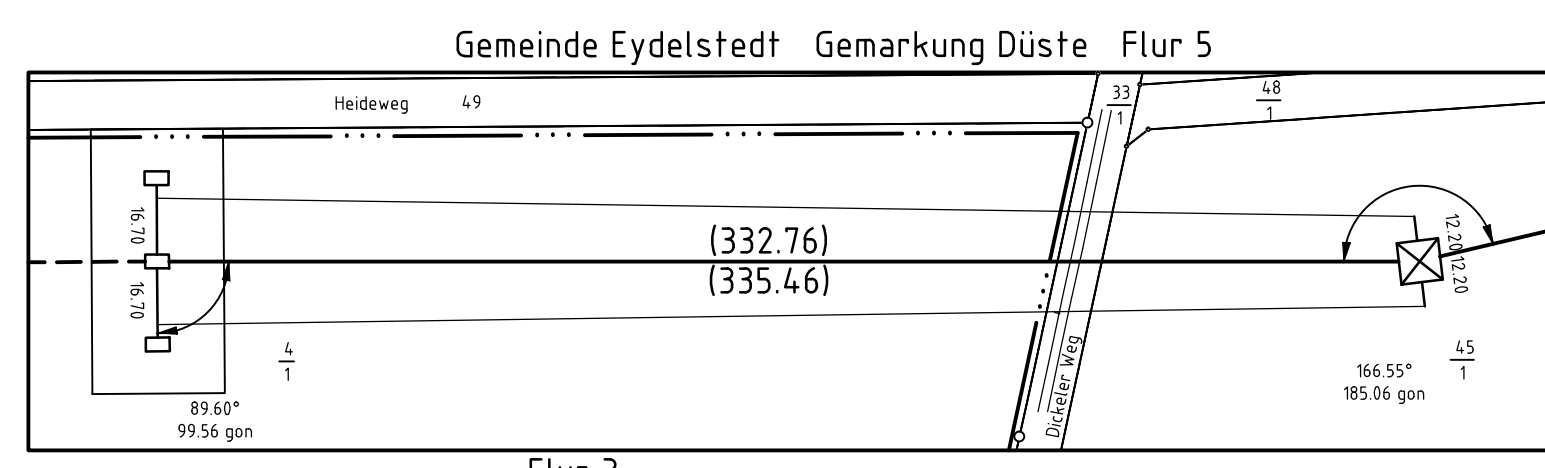 Gemeinde Eydelstedt Gemarkung Düste Flur 5
Heideweg 49
33
1
48
1
16.70
16.70
(332.76)
(335.46)
12.20
12.20
4
1
Dickeler Weg
45
1
166.55°
185.06 gon
89.60°
99.56 gon
Flur